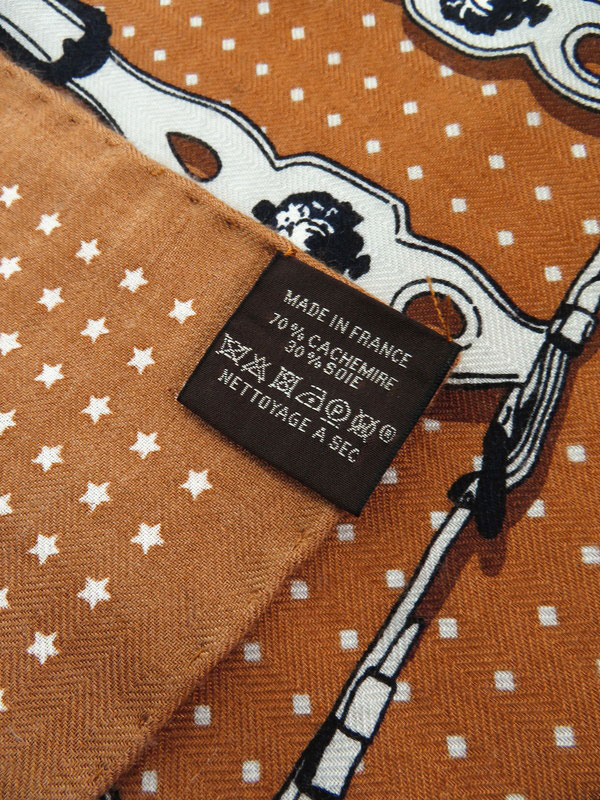 MADE IN FRANCE
70% CACHEMIRE
30% SOIE
P W ®
NETTOYAGE A SEC